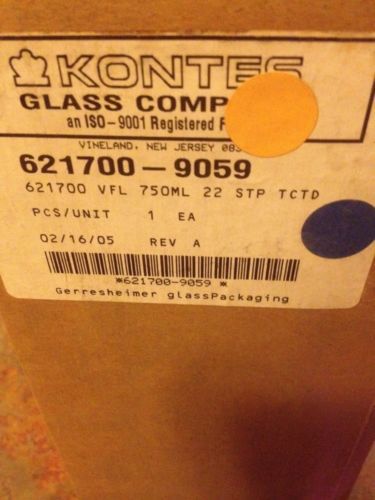 KONTES
GLASS COMP
an ISO-9001 Registered F
VINELAND, NEW JERSEY 083
621700-9059
621700 VFL 750ML 22 STP TCTD
PCS/UNIT 1 EA
02/16/05 REV A
*621700-9059 *
Gerresheimer glassPackaging